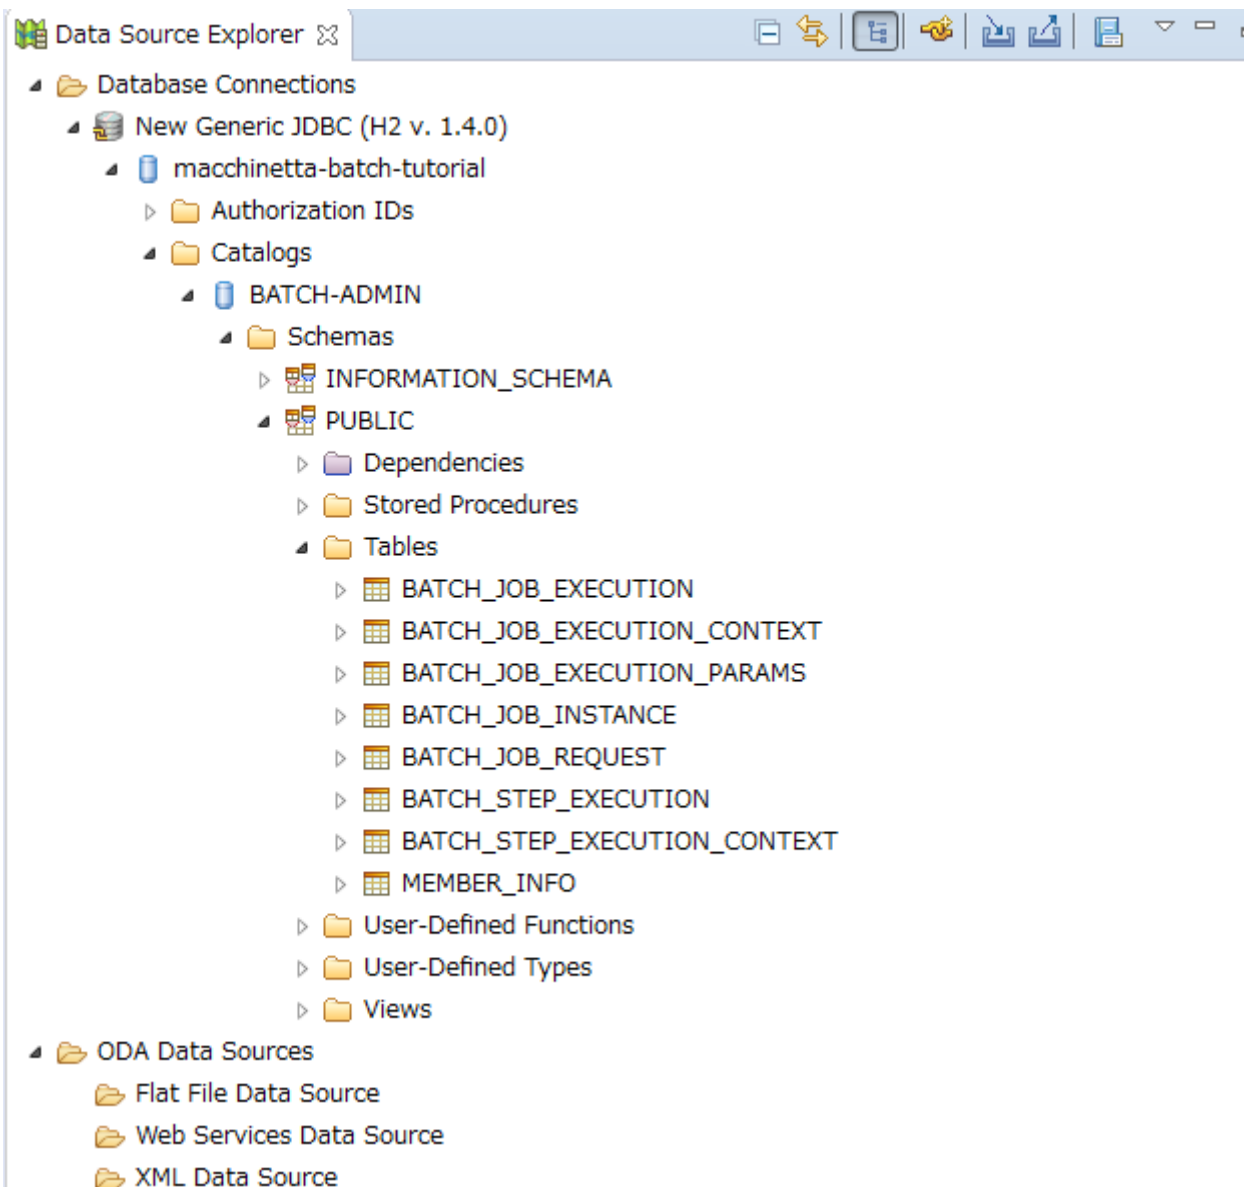 Data Source Explorer
Database Connections
New Generic JDBC (H2 v. 1.4.0)
macchinetta-batch-tutorial
Authorization IDs
Catalogs
BATCH-ADMIN
Schemas
INFORMATION_SCHEMA
PUBLIC
Dependencies
Stored Procedures
Tables
BATCH_JOB_EXECUTION
BATCH_JOB_EXECUTION_CONTEXT
BATCH_JOB_EXECUTION_PARAMS
BATCH_JOB_INSTANCE
BATCH_JOB_REQUEST
BATCH_STEP_EXECUTION
BATCH_STEP_EXECUTION_CONTEXT
MEMBER_INFO
User-Defined Functions
User-Defined Types
Views
ODA Data Sources
Flat File Data Source
Web Services Data Source
XML Data Source